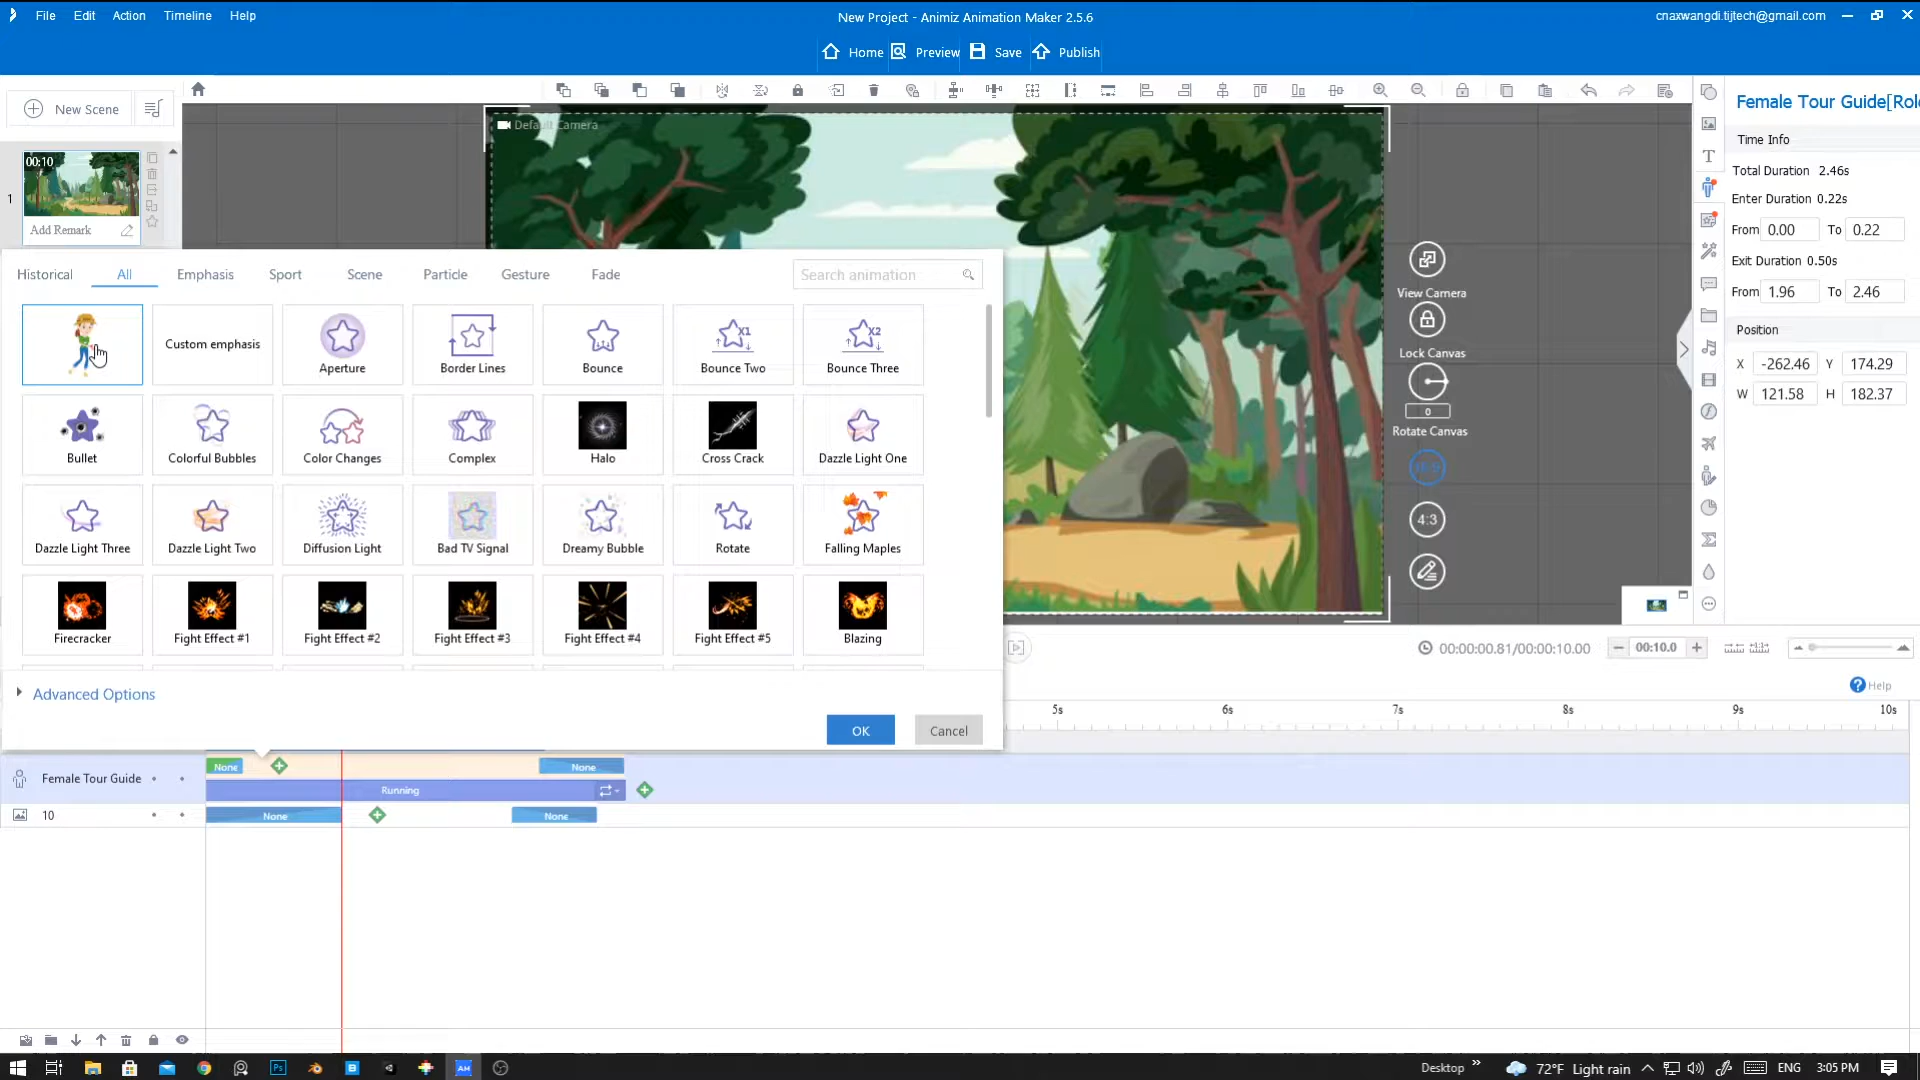 File Edit Action Timeline Help
New Project - Animiz Animation Maker 2.5.6
cnaxwangdi.tijtech@gmail.com
Home Preview Save Publish
New Scene
Female Tour Guide[Rol
Default Camera
Time Info
00:10
Total Duration 2.46s
Enter Duration 0.22s
1
Add Remark
From 0.00 To 0.22
Exit Duration 0.50s
Historical All Emphasis Sport Scene Particle Gesture Fade Search animation
View Camera
From 1.96 To 2.46
Position
Custom emphasis
Aperture Border Lines Bounce Bounce Two Bounce Three
X1 X2
Lock Canvas
X -262.46 Y 174.29
W 121.58 H 182.37
0
Rotate Canvas
Bullet Colorful Bubbles Color Changes Complex Halo Cross Crack Dazzle Light One
4:3
Dazzle Light Three Dazzle Light Two Diffusion Light Bad TV Signal Dreamy Bubble Rotate Falling Maples
Firecracker Fight Effect #1 Fight Effect #2 Fight Effect #3 Fight Effect #4 Fight Effect #5 Blazing
00:00:00.81/00:00:10.00 00:10.0
Advanced Options
Help
OK Cancel
5s 6s 7s 8s 9s 10s
Female Tour Guide None None
Running
10 None None
Desktop 72°F Light rain ENG 3:05 PM